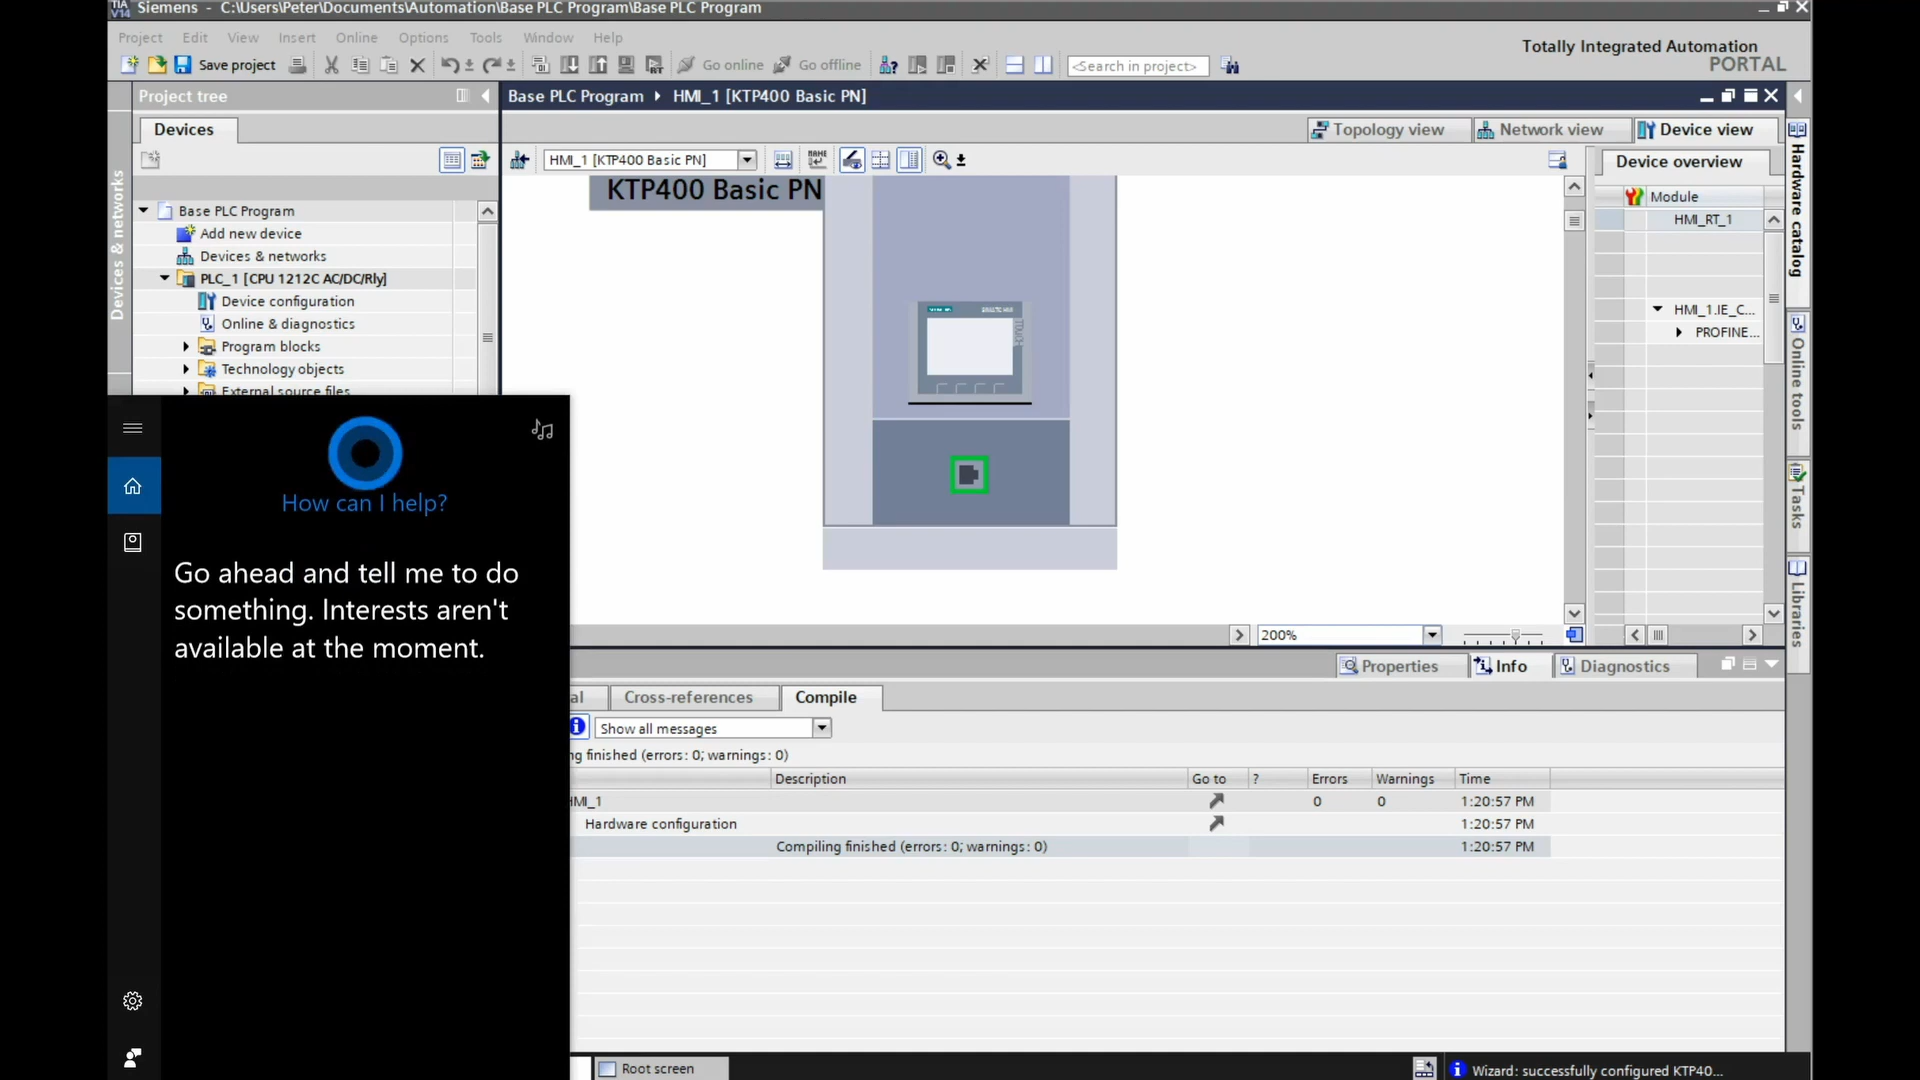 TIA V14 Siemens - C:\Users\Peter\Documents\Automation\Base PLC Program\Base PLC Program
Project Edit View Insert Online Options Tools Window Help
Totally Integrated Automation
PORTAL
Save project Go online Go offline <Search in project>
Project tree
Base PLC Program HMI_1 [KTP400 Basic PN]
Devices
Topology view Network view Device view
HMI_1 [KTP400 Basic PN]
Device overview
Devices & networks
KTP400 Basic PN
Module
HMI_RT_1
HMI_1.IE_C...
PROFINE...
Base PLC Program
Add new device
Devices & networks
PLC_1 [CPU 1212C AC/DC/Rly]
Device configuration
Online & diagnostics
Program blocks
Technology objects
External source files
Hardware catalog
Online tools
Tasks
Libraries
How can I help?
Go ahead and tell me to do
something. Interests aren't
available at the moment.
200%
Properties Info Diagnostics
al Cross-references Compile
Show all messages
ng finished (errors: 0; warnings: 0)
Description Go to ? Errors Warnings Time
HMI_1 0 0 1:20:57 PM
Hardware configuration 1:20:57 PM
Compiling finished (errors: 0; warnings: 0) 1:20:57 PM
Root screen
Wizard: successfully configured KTP40...